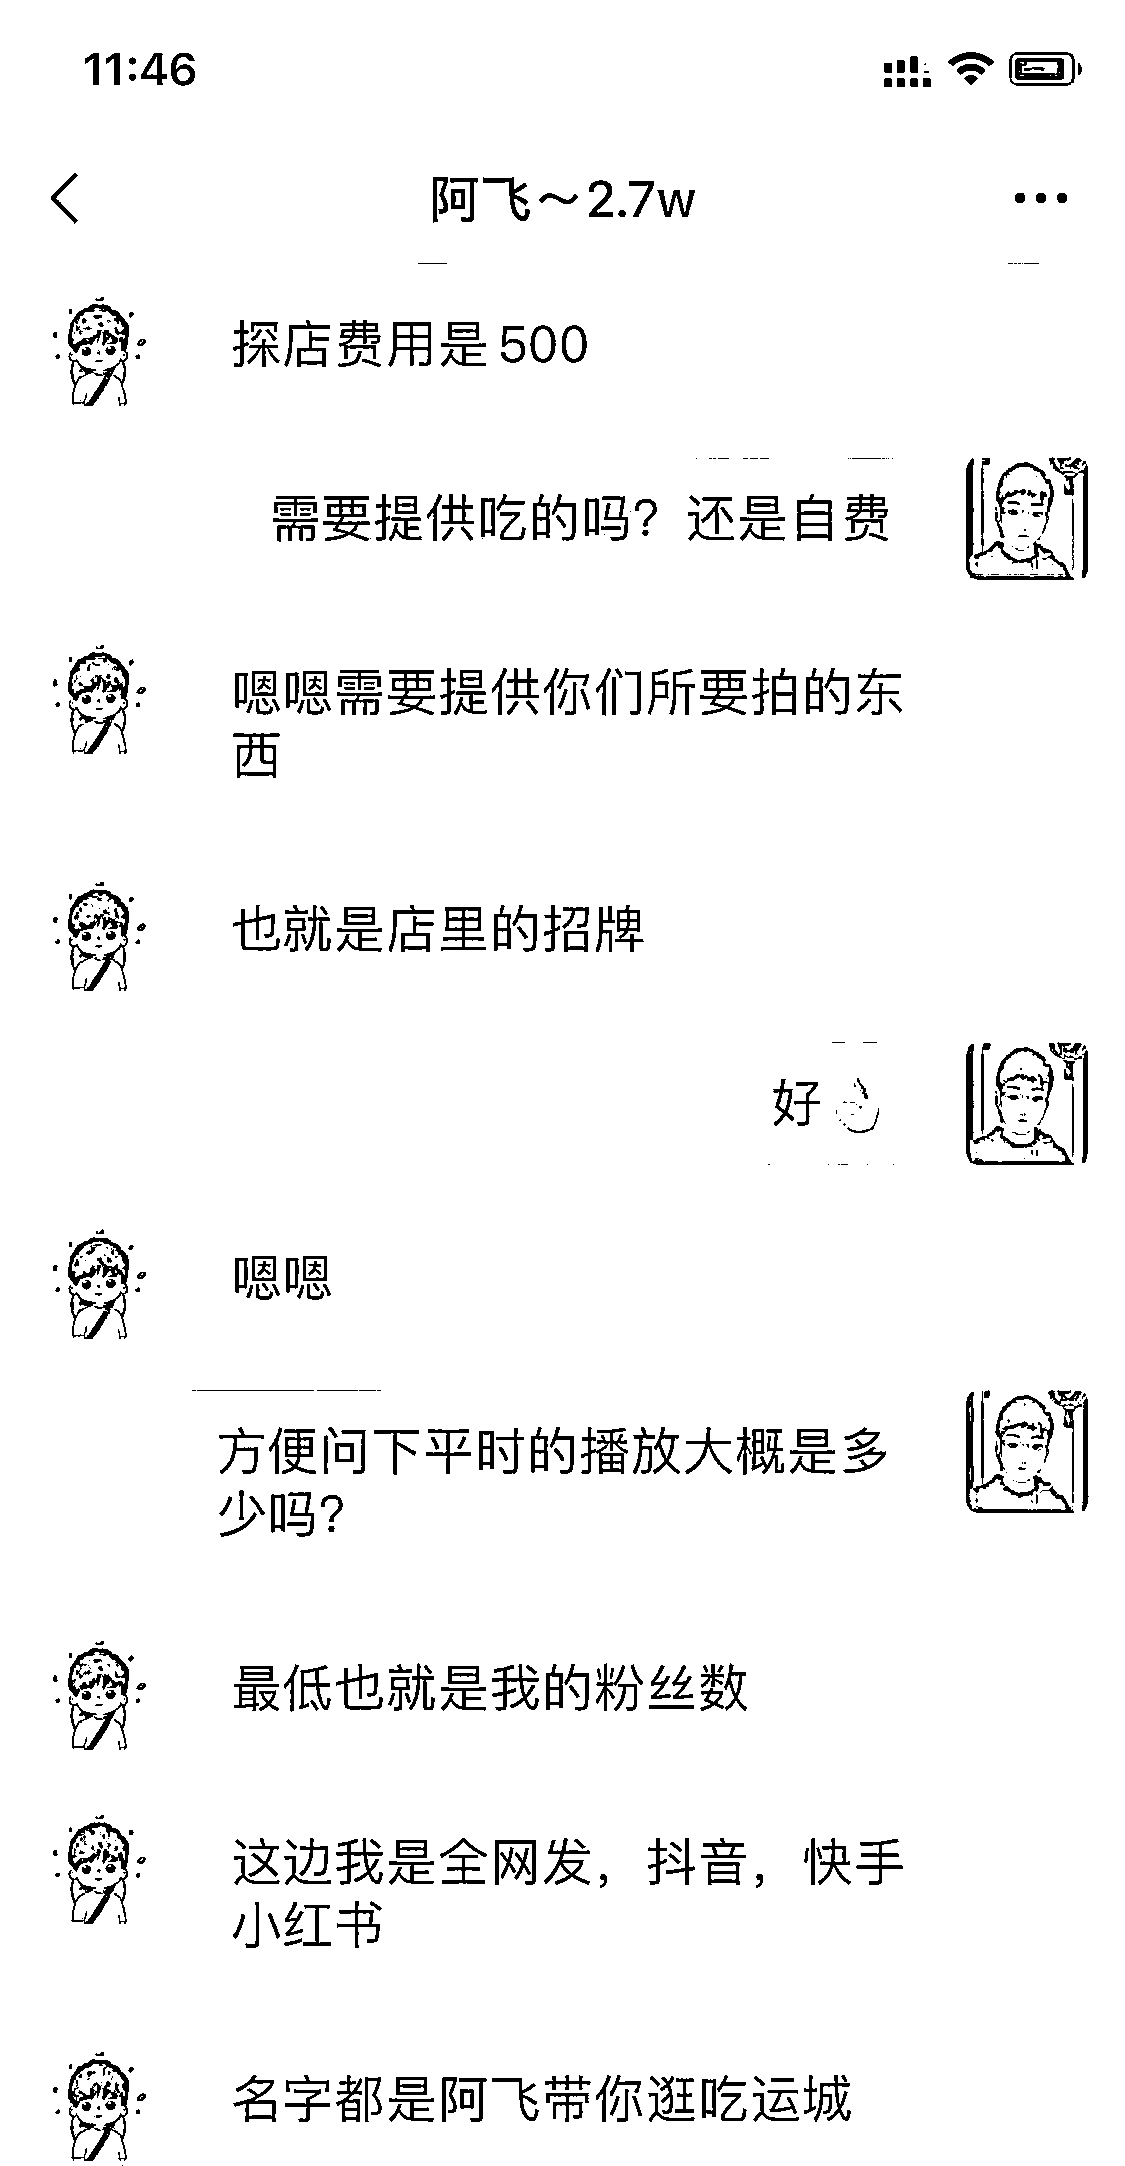 11:46
阿飞～2.7w
探店费用是500
需要提供吃的吗？还是自费
嗯嗯需要提供你们所要拍的东
西
也就是店里的招牌
好👌
嗯嗯
方便问下平时的播放大概是多
少吗？
最低也就是我的粉丝数
这边我是全网发，抖音，快手
小红书
名字都是阿飞带你逛吃运城